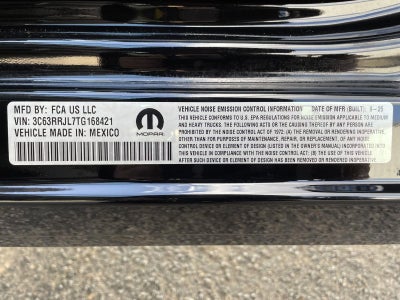 MFD BY: FCA US LLC
VIN: 3C63RRJL7TG168421
VEHICLE MADE IN: MEXICO
MOPAR
VEHICLE NOISE EMISSION CONTROL INFORMATION DATE OF MFR (BUILT) 8-25
THIS VEHICLE CONFORMS TO U.S. EPA REGULATIONS FOR NOISE EMISSION APPLICABLE TO MEDIUM
AND HEAVY TRUCKS. THE FOLLOWING ACTS OR THE CAUSING THEREOF BY ANY PERSON ARE
PROHIBITED BY THE NOISE CONTROL ACT OF 1972: (A) THE REMOVAL OR RENDERING INOPERATIVE,
OTHER THAN FOR PURPOSES OF MAINTENANCE, REPAIR, OR REPLACEMENT, OF ANY NOISE
CONTROL DEVICE OR ELEMENT OF DESIGN (LISTED IN THE OWNER'S MANUAL) INCORPORATED INTO
THIS VEHICLE IN COMPLIANCE WITH THE NOISE CONTROL ACT; (B) THE USE OF THIS VEHICLE
AFTER SUCH DEVICE OR ELEMENT OF DESIGN HAS BEEN REMOVED OR RENDERED INOPERATIVE.